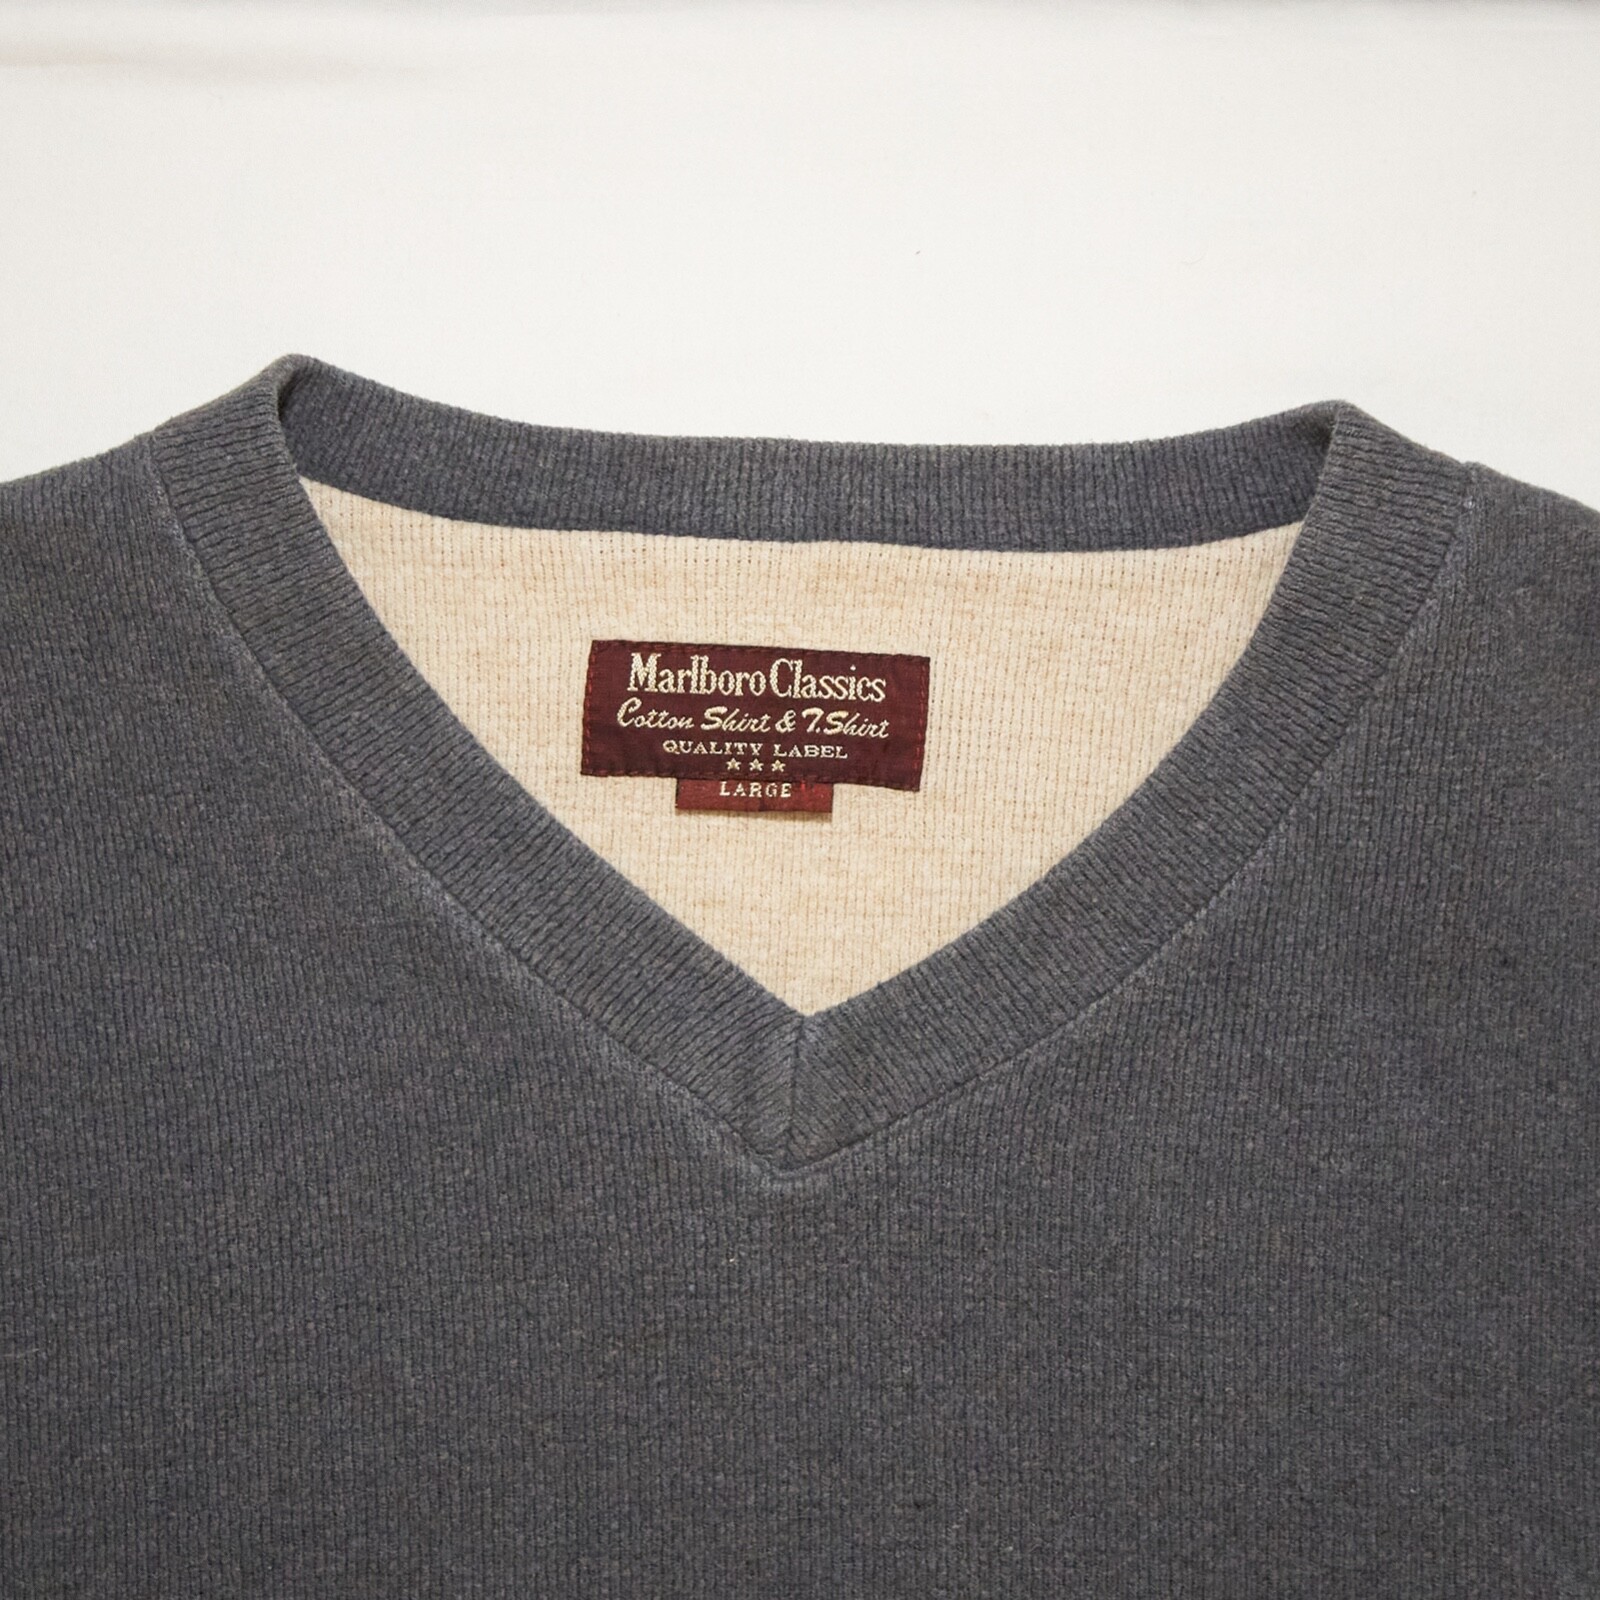 Marlboro Classics
Cotton Shirt & T.Shirt
QUALITY LABEL
★ ★ ★
LARGE